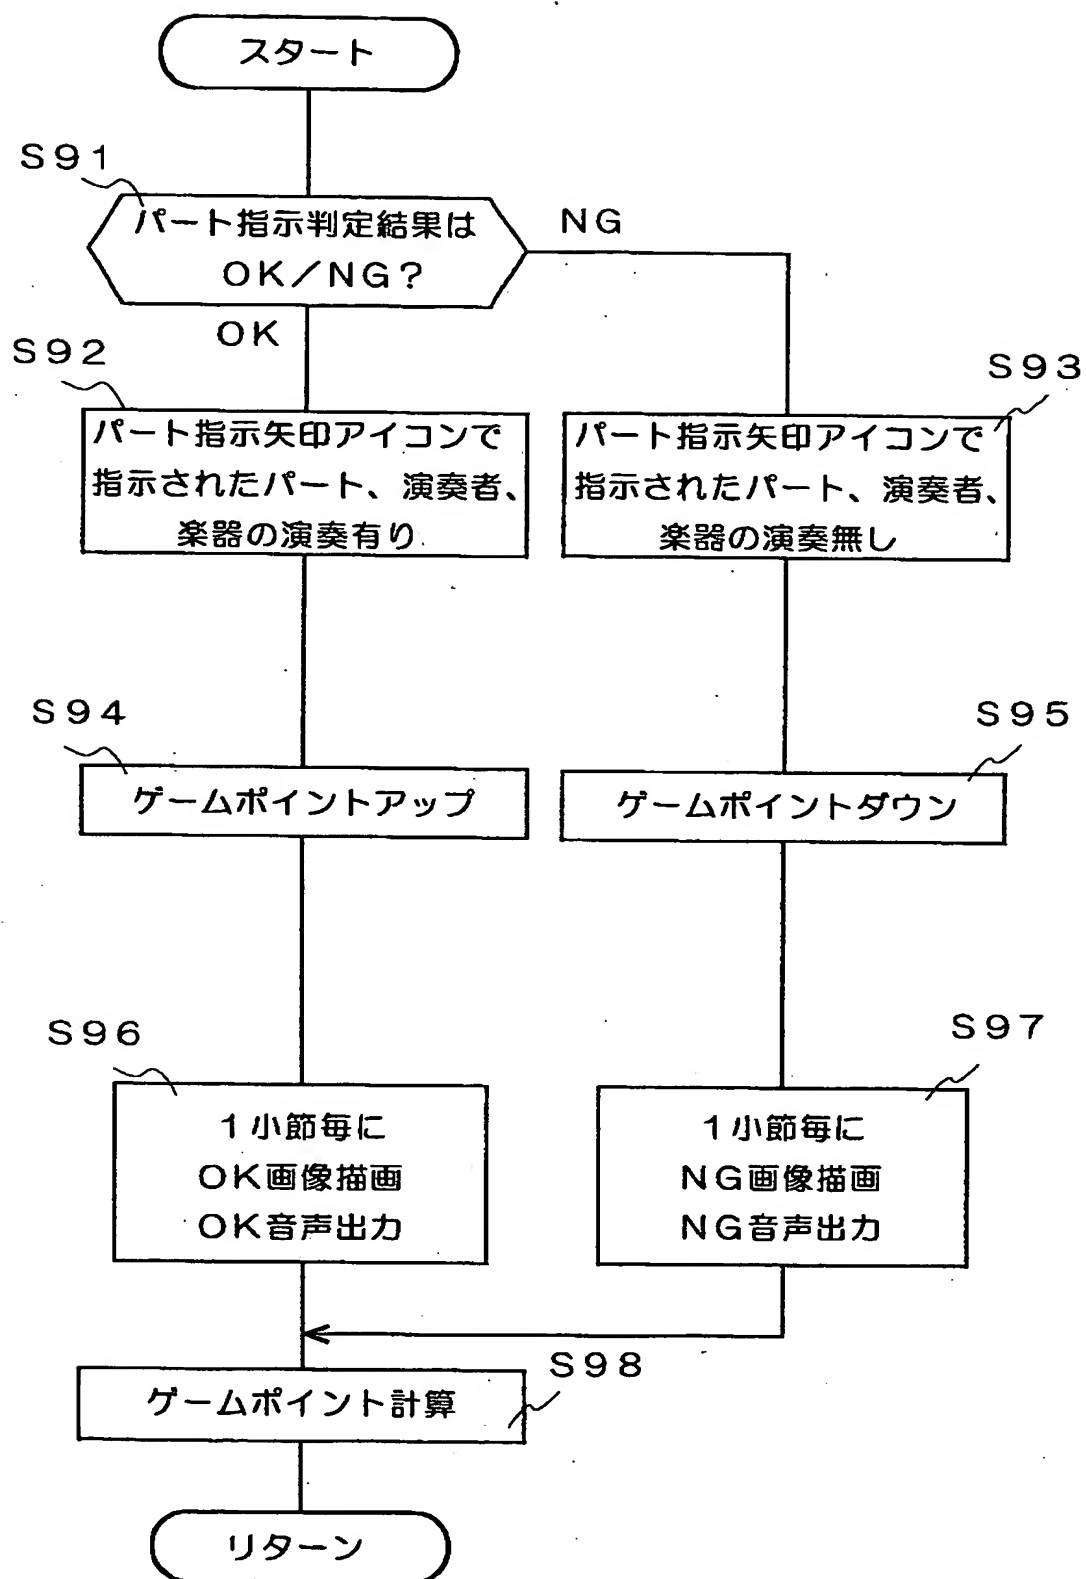 スタート
S91
パート指示判定結果は
OK/NG?
NG
OK
S92
パート指示矢印アイコンで
指示されたパート、演奏者、
楽器の演奏有り
S93
パート指示矢印アイコンで
指示されたパート、演奏者、
楽器の演奏無し
S94
ゲームポイントアップ
S95
ゲームポイントダウン
S96
1小節毎に
OK画像描画
OK音声出力
S97
1小節毎に
NG画像描画
NG音声出力
S98
ゲームポイント計算
リターン